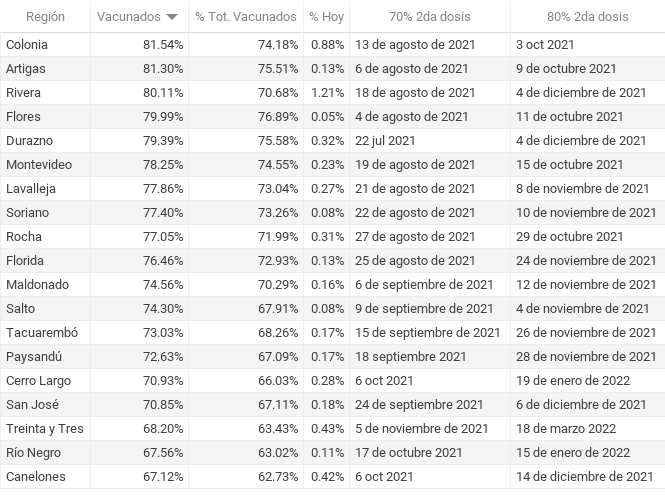 Región Vacunados % Tot. Vacunados % Hoy 70% 2da dosis 80% 2da dosis
Colonia 81.54% 74.18% 0.88% 13 de agosto de 2021 3 oct 2021
Artigas 81.30% 75.51% 0.13% 6 de agosto de 2021 9 de octubre 2021
Rivera 80.11% 70.68% 1.21% 18 de agosto de 2021 4 de diciembre de 2021
Flores 79.99% 76.89% 0.05% 4 de agosto de 2021 11 de octubre 2021
Durazno 79.39% 75.58% 0.32% 22 jul 2021 4 de diciembre de 2021
Montevideo 78.25% 74.55% 0.23% 19 de agosto de 2021 15 de octubre 2021
Lavalleja 77.86% 73.04% 0.27% 21 de agosto de 2021 8 de noviembre de 2021
Soriano 77.40% 73.26% 0.08% 22 de agosto de 2021 10 de noviembre de 2021
Rocha 77.05% 71.99% 0.31% 27 de agosto de 2021 29 de octubre 2021
Florida 76.46% 72.93% 0.13% 25 de agosto de 2021 24 de noviembre de 2021
Maldonado 74.56% 70.29% 0.16% 6 de septiembre de 2021 12 de noviembre de 2021
Salto 74.30% 67.91% 0.08% 9 de septiembre de 2021 4 de noviembre de 2021
Tacuarembó 73.03% 68.26% 0.17% 15 de septiembre de 2021 26 de noviembre de 2021
Paysandú 72.63% 67.09% 0.17% 18 septiembre 2021 28 de noviembre de 2021
Cerro Largo 70.93% 66.03% 0.28% 6 oct 2021 19 de enero de 2022
San José 70.85% 67.11% 0.18% 24 de septiembre de 2021 6 de diciembre de 2021
Treinta y Tres 68.20% 63.43% 0.43% 5 de noviembre de 2021 18 de marzo 2022
Río Negro 67.56% 63.02% 0.11% 17 de octubre 2021 15 de enero de 2022
Canelones 67.12% 62.73% 0.42% 6 oct 2021 14 de diciembre de 2021